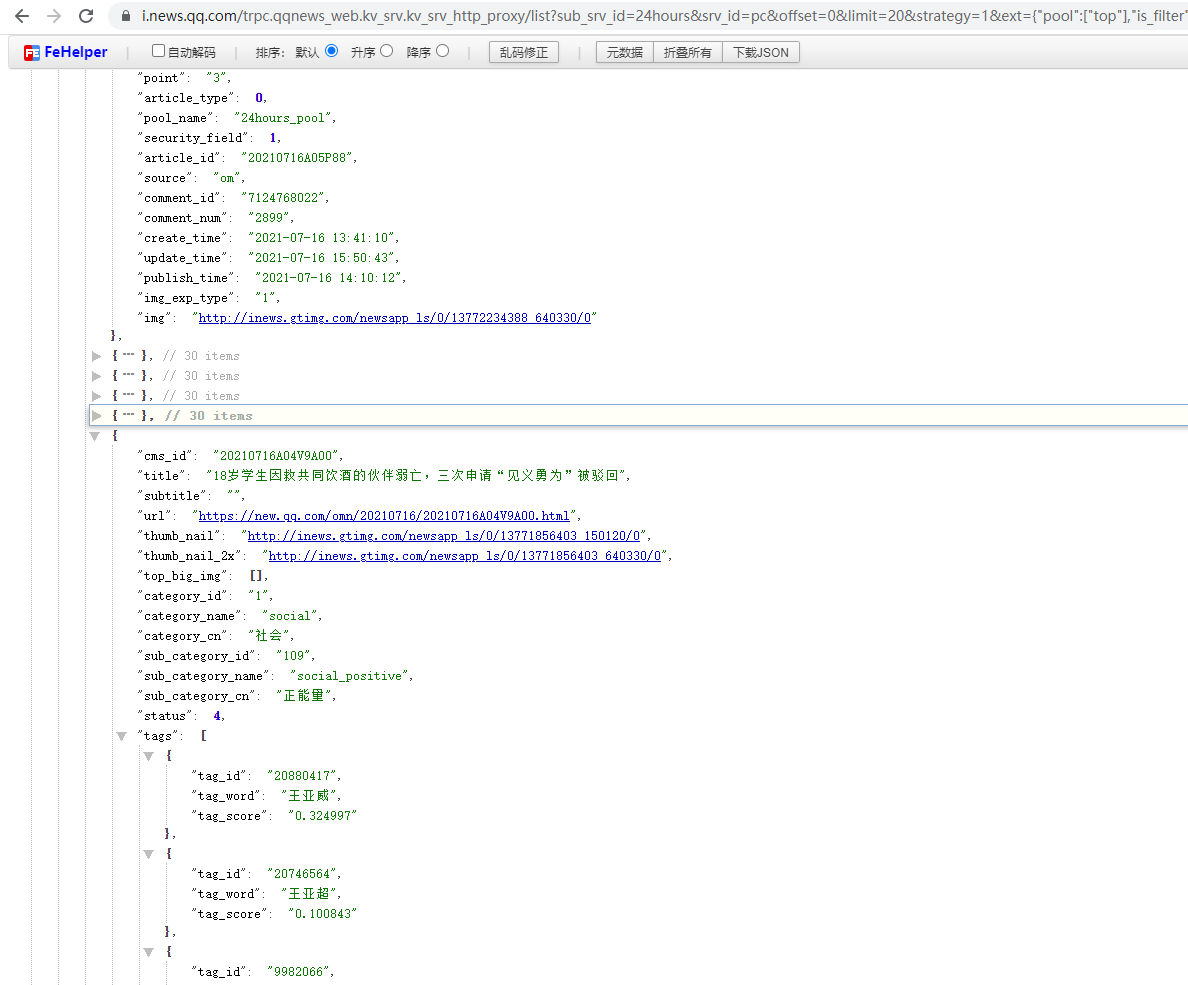 i.news.qq.com/trpc.qqnews_web.kv_srv.kv_srv_http_proxy/list?sub_srv_id=24hours&srv_id=pc&offset=0&limit=20&strategy=1&ext={"pool":["top"],"is_filter"
FeHelper | 自动解码 | 排序: 默认 升序 降序 | 乱码修正 | 元数据 折叠所有 下载JSON
"point": "3",
"article_type": 0,
"pool_name": "24hours_pool",
"security_field": 1,
"article_id": "20210716A05P88",
"source": "om",
"comment_id": "7124768022",
"comment_num": "2899",
"create_time": "2021-07-16 13:41:10",
"update_time": "2021-07-16 15:50:43",
"publish_time": "2021-07-16 14:10:12",
"img_exp_type": "1",
"img": "http://inews.gtimg.com/newsapp_ls/0/13772234388_640330/0"
},
{ ... }, // 30 items
{ ... }, // 30 items
{ ... }, // 30 items
{ ... }, // 30 items
{
"cms_id": "20210716A04V9A00",
"title": "18岁学生因救共同饮酒的伙伴溺亡，三次申请“见义勇为”被驳回",
"subtitle": "",
"url": "https://new.qq.com/omn/20210716/20210716A04V9A00.html",
"thumb_nail": "http://inews.gtimg.com/newsapp_ls/0/13771856403_150120/0",
"thumb_nail_2x": "http://inews.gtimg.com/newsapp_ls/0/13771856403_640330/0",
"top_big_img": [],
"category_id": "1",
"category_name": "social",
"category_cn": "社会",
"sub_category_id": "109",
"sub_category_name": "social_positive",
"sub_category_cn": "正能量",
"status": 4,
"tags": [
{
"tag_id": "20880417",
"tag_word": "王亚威",
"tag_score": "0.324997"
},
{
"tag_id": "20746564",
"tag_word": "王亚超",
"tag_score": "0.100843"
},
{
"tag_id": "9982066",